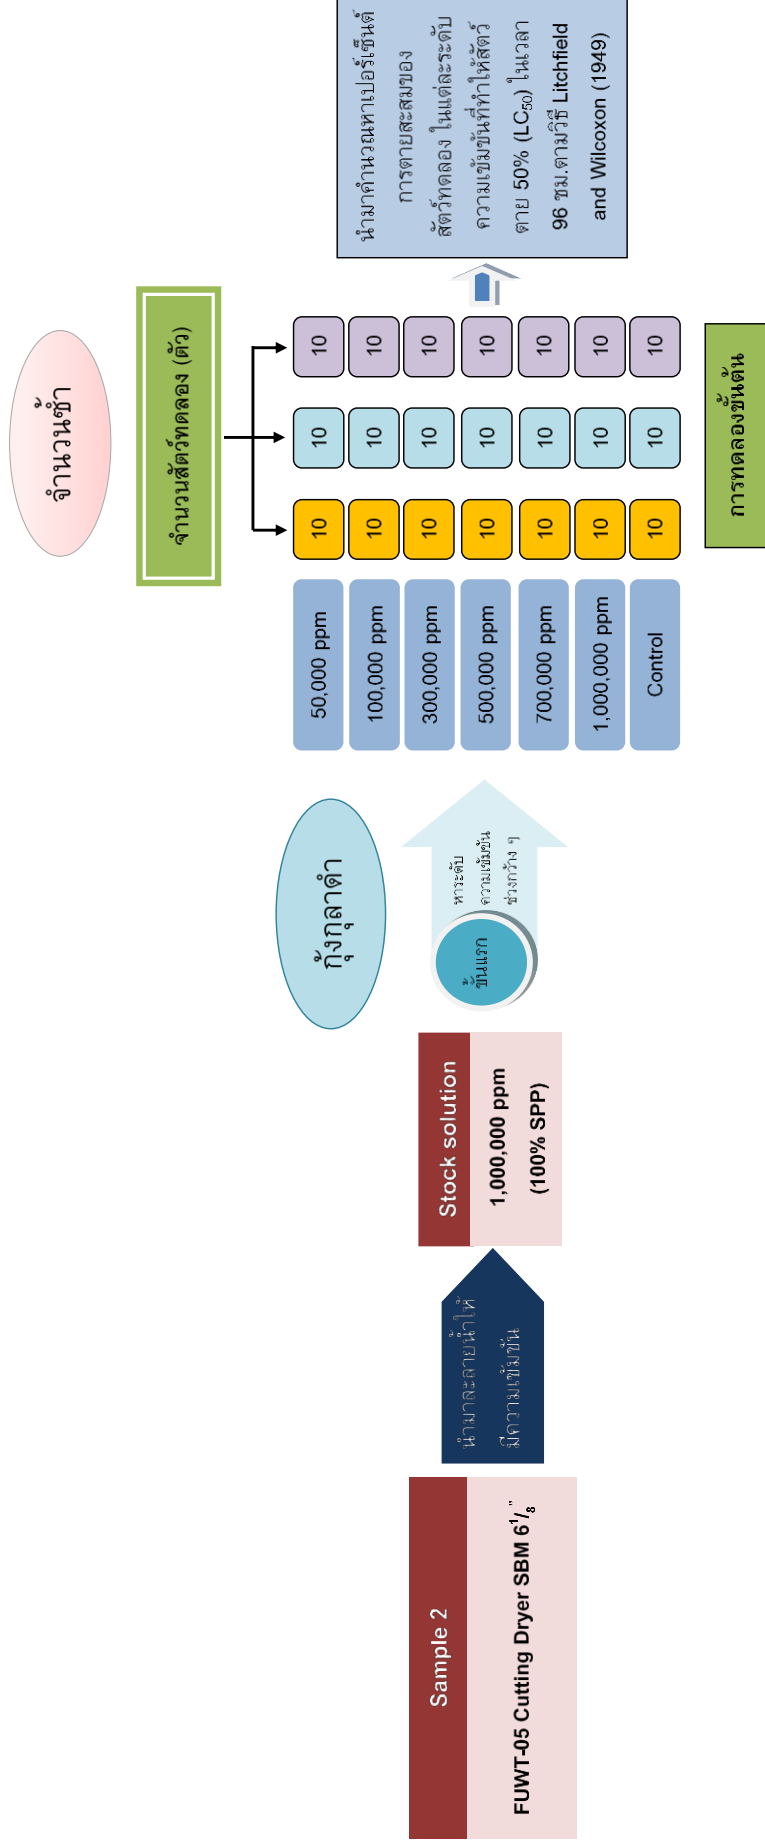 Sample 2
FUWT-05 Cutting Dryer SBM 6 1/8"
นำมาละลายน้ำให้
มีความเข้มข้น
Stock solution
1,000,000 ppm
(100% SPP)
กุ้งกุลาดำ
ขั้นแรก
หาระดับ
ความเข้มข้น
ช่วงกว้าง ๆ
จำนวนซ้ำ
จำนวนสัตว์ทดลอง (ตัว)
50,000 ppm 10 10 10
100,000 ppm 10 10 10
300,000 ppm 10 10 10
500,000 ppm 10 10 10
700,000 ppm 10 10 10
1,000,000 ppm 10 10 10
Control 10 10 10
การทดลองขั้นต้น
นำมาคำนวณหาเปอร์เซ็นต์
การตายสะสมของ
สัตว์ทดลอง ในแต่ละระดับ
ความเข้มข้นที่ทำให้สัตว์
ตาย 50% (LC50) ในเวลา
96 ชม.ตามวิธี Litchfield
and Wilcoxon (1949)